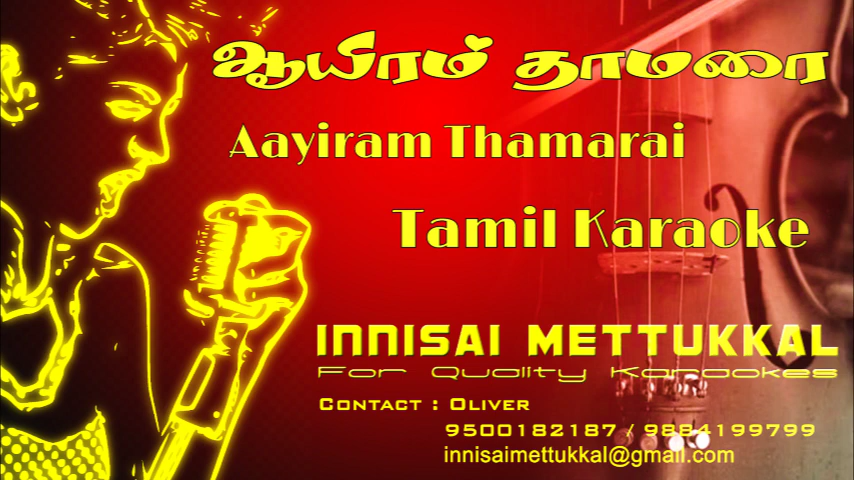 ஆயிரம் தாமரை
Aayiram Thamarai
Tamil Karaoke
INNISAI METTUKKAL
For Quality Karaokes
Contact : Oliver
9500182187 / 9884199799
innisaimettukkal@gmail.com